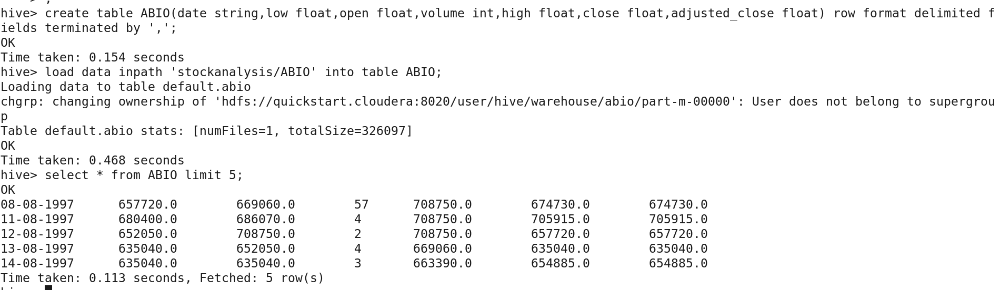 > ;
hive> create table ABIO(date string,low float,open float,volume int,high float,close float,adjusted_close float) row format delimited f
ields terminated by ',';
OK
Time taken: 0.154 seconds
hive> load data inpath 'stockanalysis/ABIO' into table ABIO;
Loading data to table default.abio
chgrp: changing ownership of 'hdfs://quickstart.cloudera:8020/user/hive/warehouse/abio/part-m-00000': User does not belong to supergrou
p
Table default.abio stats: [numFiles=1, totalSize=326097]
OK
Time taken: 0.468 seconds
hive> select * from ABIO limit 5;
OK
08-08-1997 657720.0 669060.0 57 708750.0 674730.0 674730.0
11-08-1997 680400.0 686070.0 4 708750.0 705915.0 705915.0
12-08-1997 652050.0 708750.0 2 708750.0 657720.0 657720.0
13-08-1997 635040.0 652050.0 4 669060.0 635040.0 635040.0
14-08-1997 635040.0 635040.0 3 663390.0 654885.0 654885.0
Time taken: 0.113 seconds, Fetched: 5 row(s)